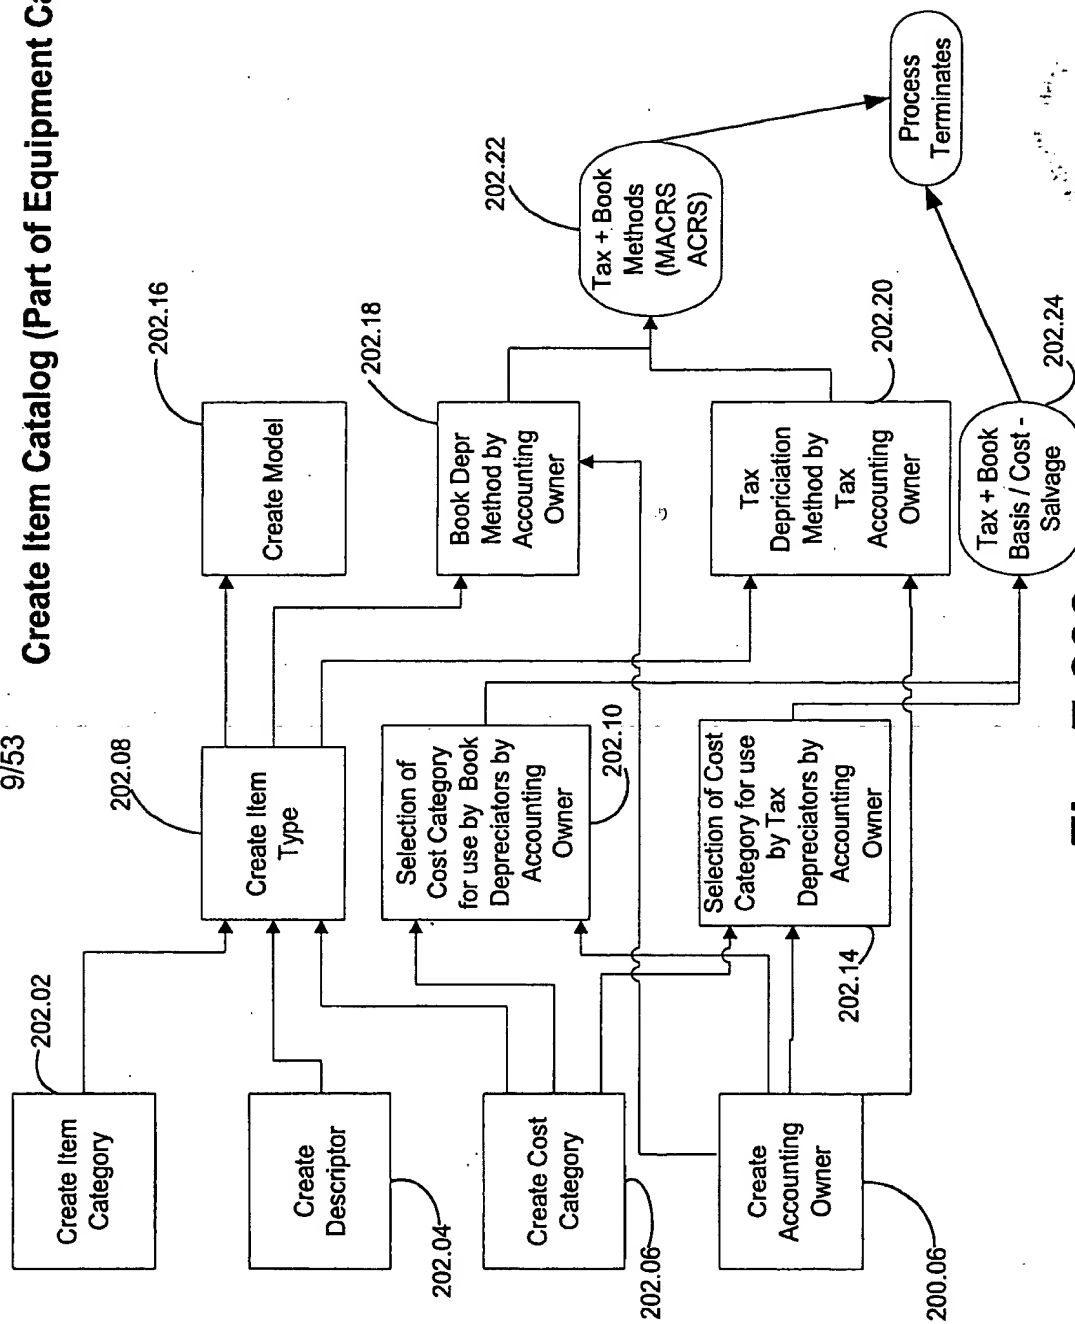 9/53
Create Item Catalog (Part of Equipment
202.02
Create Item
Category
Create
Descriptor
202.04
Create Cost
Category
202.06
Create
Accounting
Owner
200.06
202.08
Create Item
Type
Selection of
Cost Category
for use by Book
Depreciators by
Accounting
Owner
202.10
Selection of Cost
Category for use
by Tax
Depreciators by
Accounting
Owner
202.14
202.16
Create Model
202.18
Book Depr
Method by
Accounting
Owner
Tax
Depriciation
Method by
Tax
Accounting
Owner
202.20
202.22
Tax + Book
Methods
(MACRS
ACRS)
Tax + Book
Basis / Cost -
Salvage
202.24
Process
Terminates